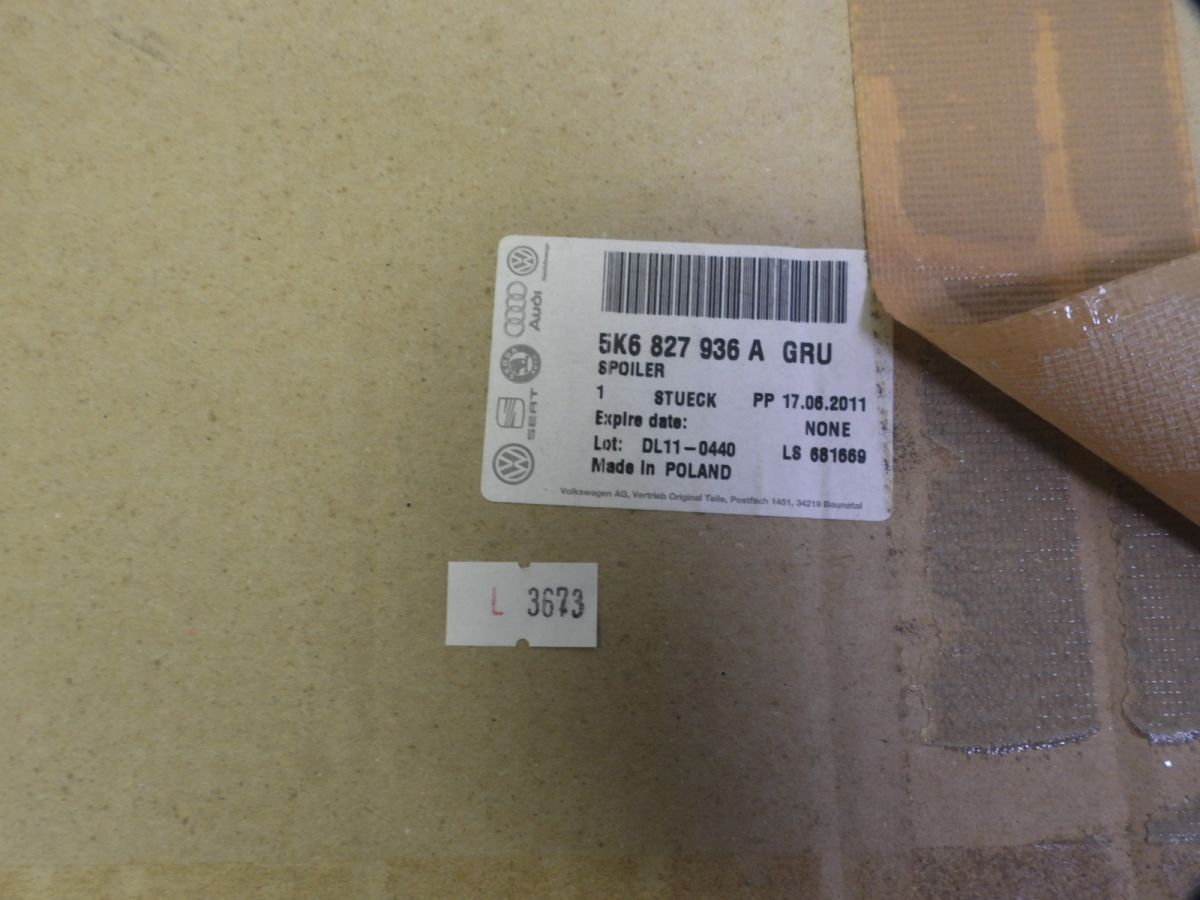 5K6 827 936 A GRU
SPOILER
1 STUECK PP 17.06.2011
Expire date: NONE
Lot: DL11-0440 LS 681669
Made in POLAND
Volkswagen AG, Vertrieb Original Teile, Postfach 1451, 34219 Baunatal
Audi
SKODA
SEAT
L 3673